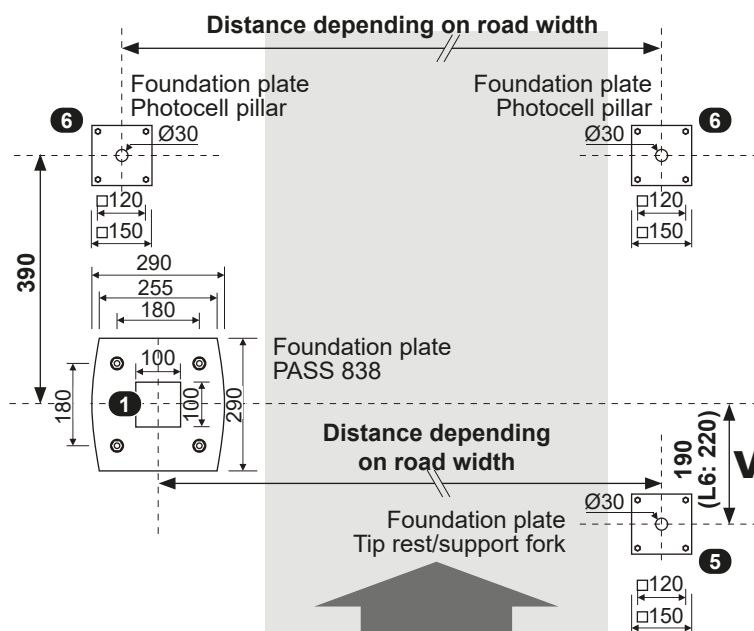 Distance depending on road width
Foundation plate
Photocell pillar
Foundation plate
Photocell pillar
6
Ø30
Ø30
6
□120
□150
□120
□150
390
290
255
180
Foundation plate
PASS 838
100
180
1
100
290
Distance depending
on road width
190
(L6: 220)
Ø30
Foundation plate
Tip rest/support fork
5
□120
□150